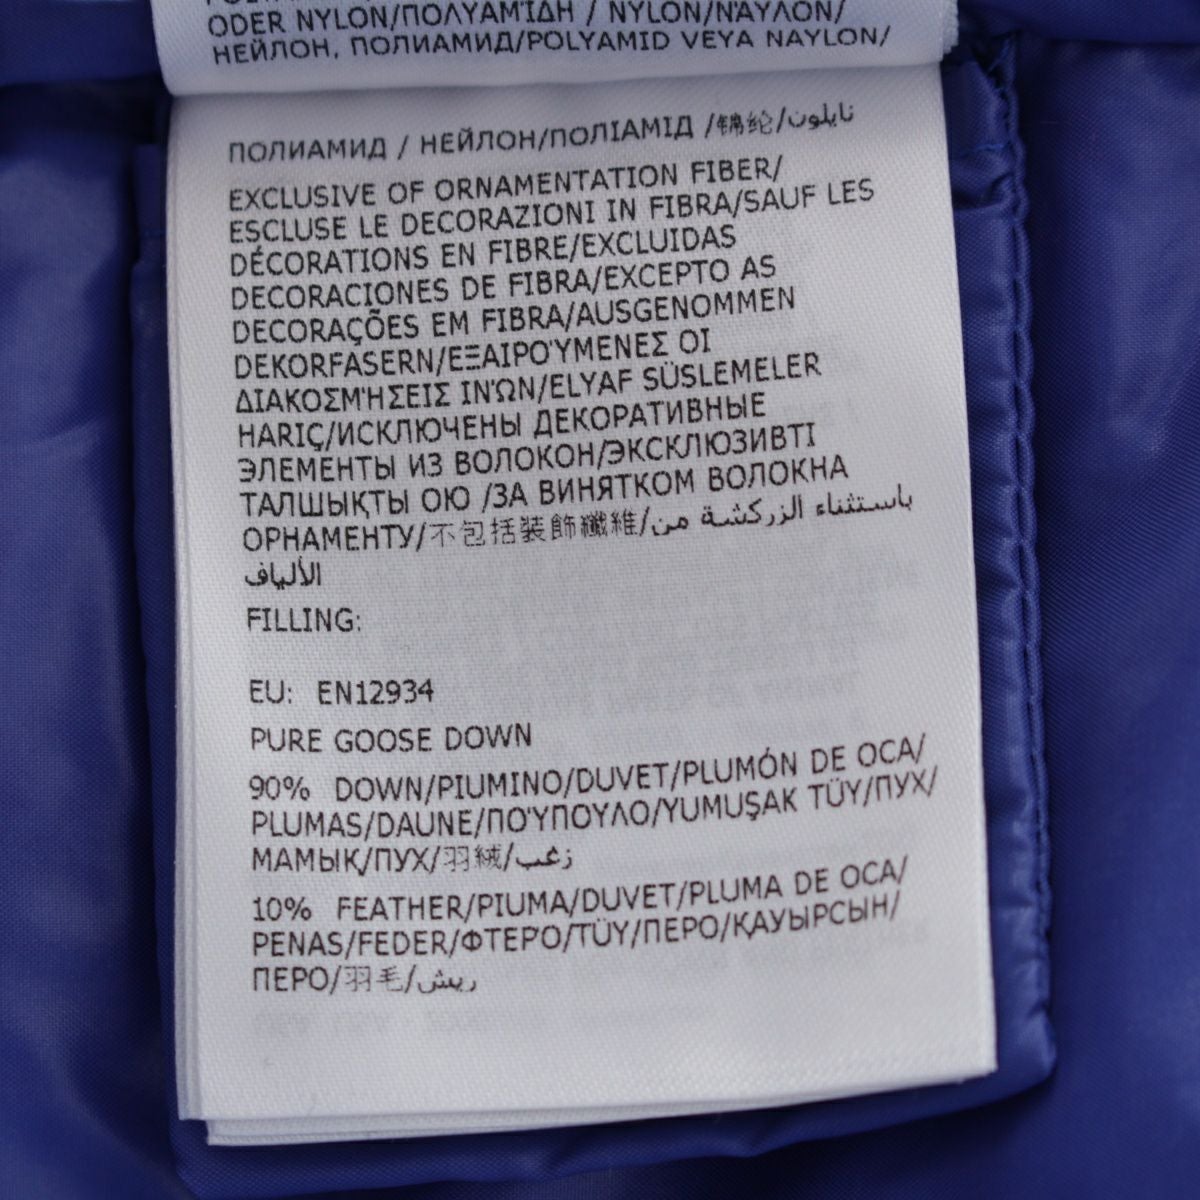 ODER NYLON/ΠΟΛΥΑΜΊΔΗ / NYLON/NΆΥΛΟΝ/
НЕЙЛОН, ПОЛИАМИД/POLYAMID VEYA NAYLON/
ПОЛИАМИД / НЕЙЛОН/ПОЛІАМІД /锦纶/نايلون
EXCLUSIVE OF ORNAMENTATION FIBER/
ESCLUSE LE DECORAZIONI IN FIBRA/SAUF LES
DÉCORATIONS EN FIBRE/EXCLUIDAS
DECORACIONES DE FIBRA/EXCEPTO AS
DECORAÇÕES EM FIBRA/AUSGENOMMEN
DEKORFASERN/ΕΞΑΙΡΟΎΜΕΝΕΣ ΟΙ
ΔΙΑΚΟΣΜΉΣΕΙΣ ΙΝΏΝ/ELYAF SÜSLEMELER
HARIÇ/ИСКЛЮЧЕНЫ ДЕКОРАТИВНЫЕ
ЭЛЕМЕНТЫ ИЗ ВОЛОКОН/ЭКСКЛЮЗИВТІ
ТАЛШЫҚТЫ ОЮ /ЗА ВИНЯТКОМ ВОЛОКНА
ОРНАМЕНТУ/不包括装飾纖維/باستثناء الزركشة من
الألياف
FILLING:
EU: EN12934
PURE GOOSE DOWN
90% DOWN/PIUMINO/DUVET/PLUMÓN DE OCA/
PLUMAS/DAUNE/ΠΟΎΠΟΥΛΟ/YUMUŞAK TÜY/ПУХ/
МАМЫҚ/ПУХ/羽絨/زغب
10% FEATHER/PIUMA/DUVET/PLUMA DE OCA/
PENAS/FEDER/ΦΤΕΡΌ/TÜY/ПЕРО/ҚАУЫРСЫН/
ПЕРО/羽毛/ريش